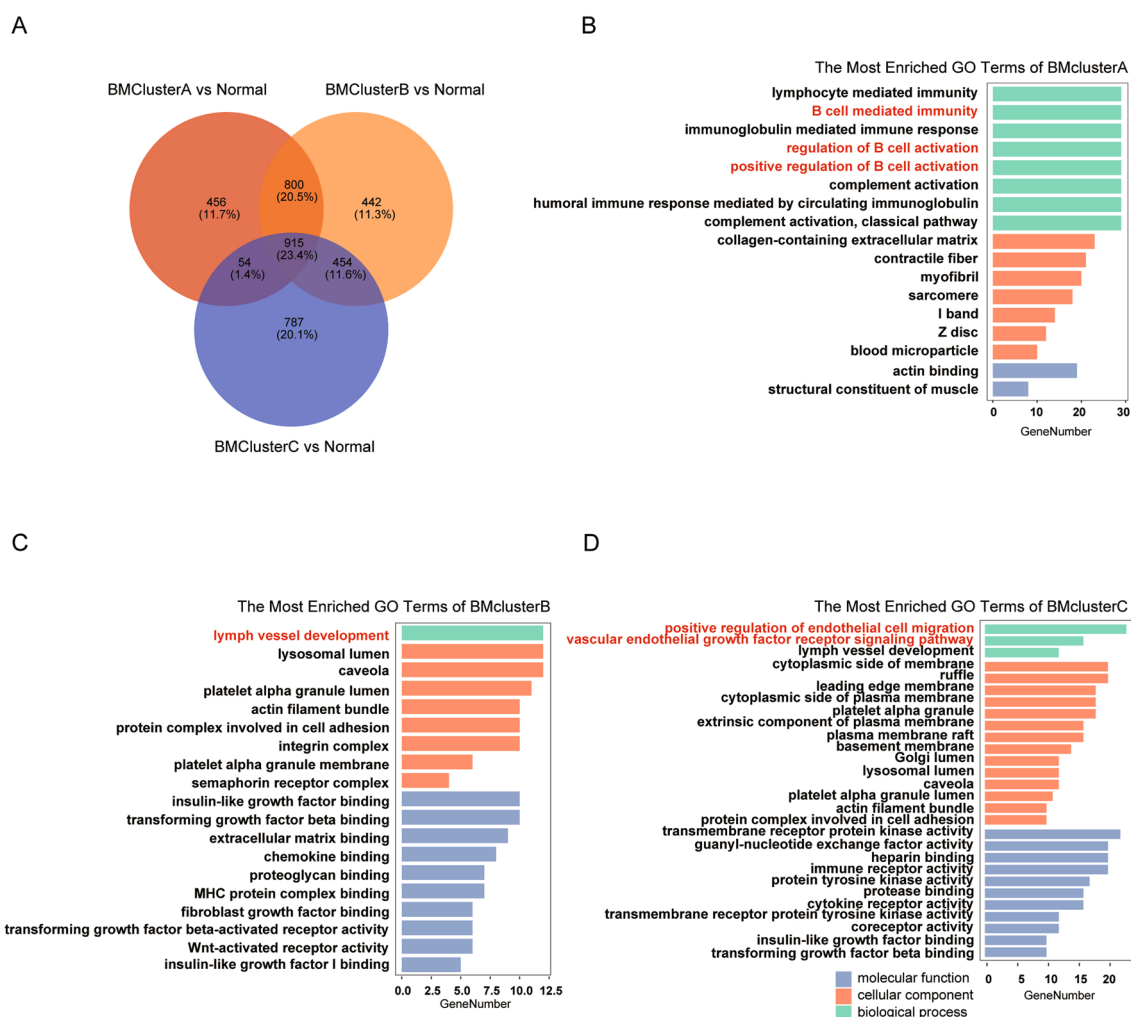 A
BMClusterA vs Normal
BMClusterB vs Normal
456
(11.7%)
800
(20.5%)
442
(11.3%)
915
(23.4%)
54
(1.4%)
454
(11.6%)
787
(20.1%)
BMClusterC vs Normal
B
The Most Enriched GO Terms of BMclusterA
lymphocyte mediated immunity
B cell mediated immunity
immunoglobulin mediated immune response
regulation of B cell activation
positive regulation of B cell activation
complement activation
humoral immune response mediated by circulating immunoglobulin
complement activation, classical pathway
collagen-containing extracellular matrix
contractile fiber
myofibril
sarcomere
I band
Z disc
blood microparticle
actin binding
structural constituent of muscle
0 10 20 30
GeneNumber
C
The Most Enriched GO Terms of BMclusterB
lymph vessel development
lysosomal lumen
caveola
platelet alpha granule lumen
actin filament bundle
protein complex involved in cell adhesion
integrin complex
platelet alpha granule membrane
semaphorin receptor complex
insulin-like growth factor binding
transforming growth factor beta binding
extracellular matrix binding
chemokine binding
proteoglycan binding
MHC protein complex binding
fibroblast growth factor binding
transforming growth factor beta-activated receptor activity
Wnt-activated receptor activity
insulin-like growth factor I binding
0.0 2.5 5.0 7.5 10.0 12.5
GeneNumber
D
The Most Enriched GO Terms of BMclusterC
positive regulation of endothelial cell migration
vascular endothelial growth factor receptor signaling pathway
lymph vessel development
cytoplasmic side of membrane
ruffle
leading edge membrane
cytoplasmic side of plasma membrane
platelet alpha granule
extrinsic component of plasma membrane
plasma membrane raft
basement membrane
Golgi lumen
lysosomal lumen
caveola
platelet alpha granule lumen
actin filament bundle
protein complex involved in cell adhesion
transmembrane receptor protein kinase activity
guanyl-nucleotide exchange factor activity
heparin binding
immune receptor activity
protein tyrosine kinase activity
protease binding
cytokine receptor activity
transmembrane receptor protein tyrosine kinase activity
coreceptor activity
insulin-like growth factor binding
transforming growth factor beta binding
0 5 10 15 20
GeneNumber
molecular function
cellular component
biological process